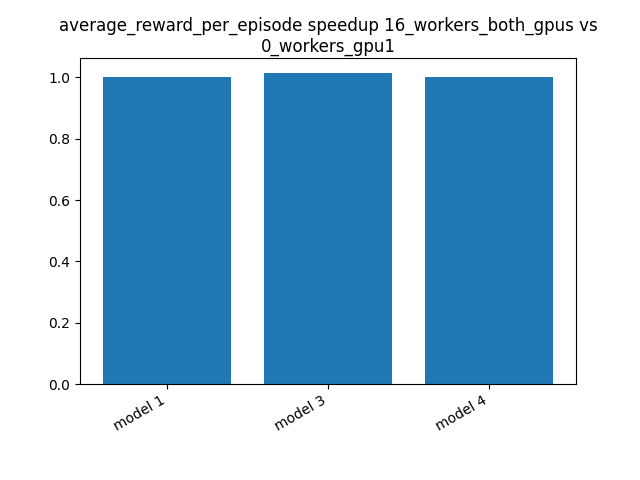 average_reward_per_episode speedup 16_workers_both_gpus vs
0_workers_gpu1
1.0
0.8
0.6
0.4
0.2
0.0
model 1
model 3
model 4